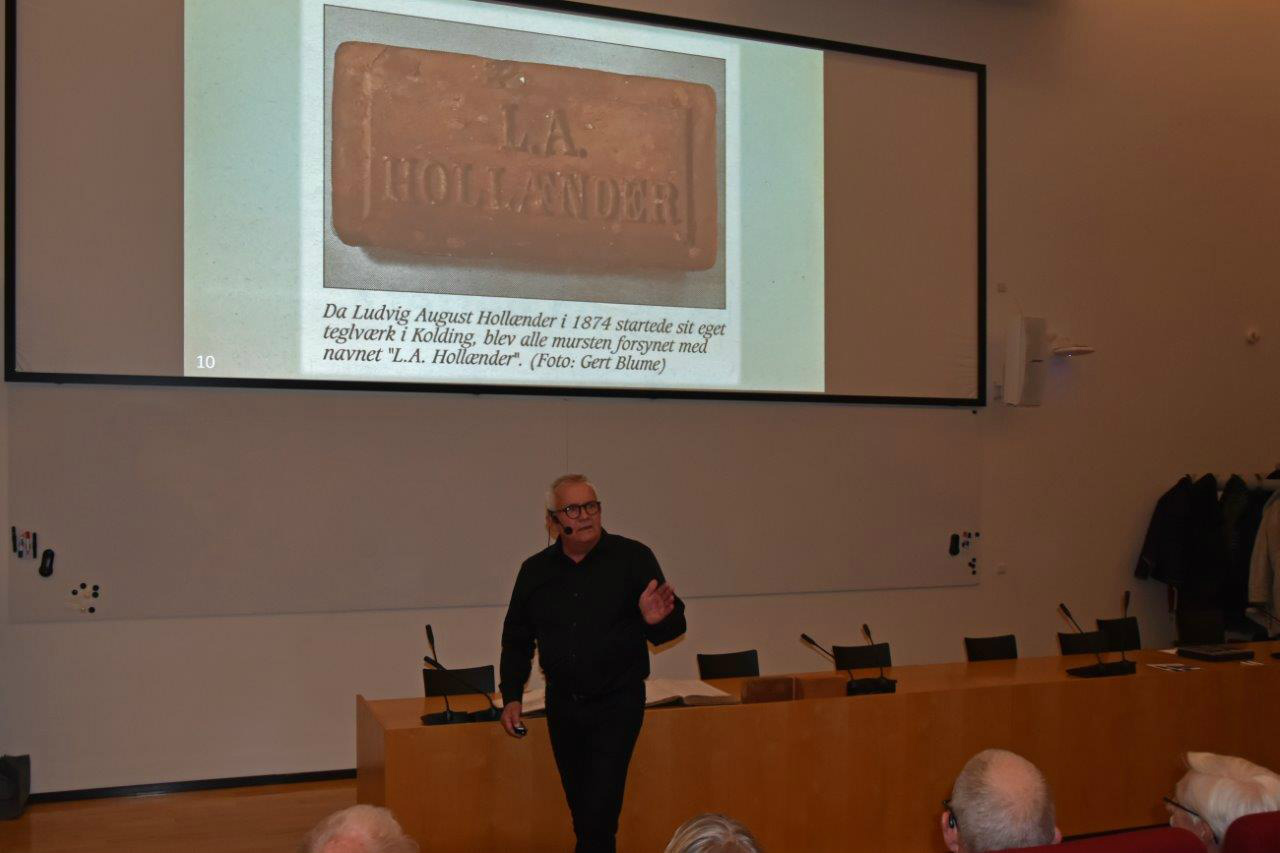 L.A.
HOLLÆNDER
Da Ludvig August Hollænder i 1874 startede sit eget
teglværk i Kolding, blev alle mursten forsynet med
navnet "L.A. Hollænder". (Foto: Gert Blume)
10